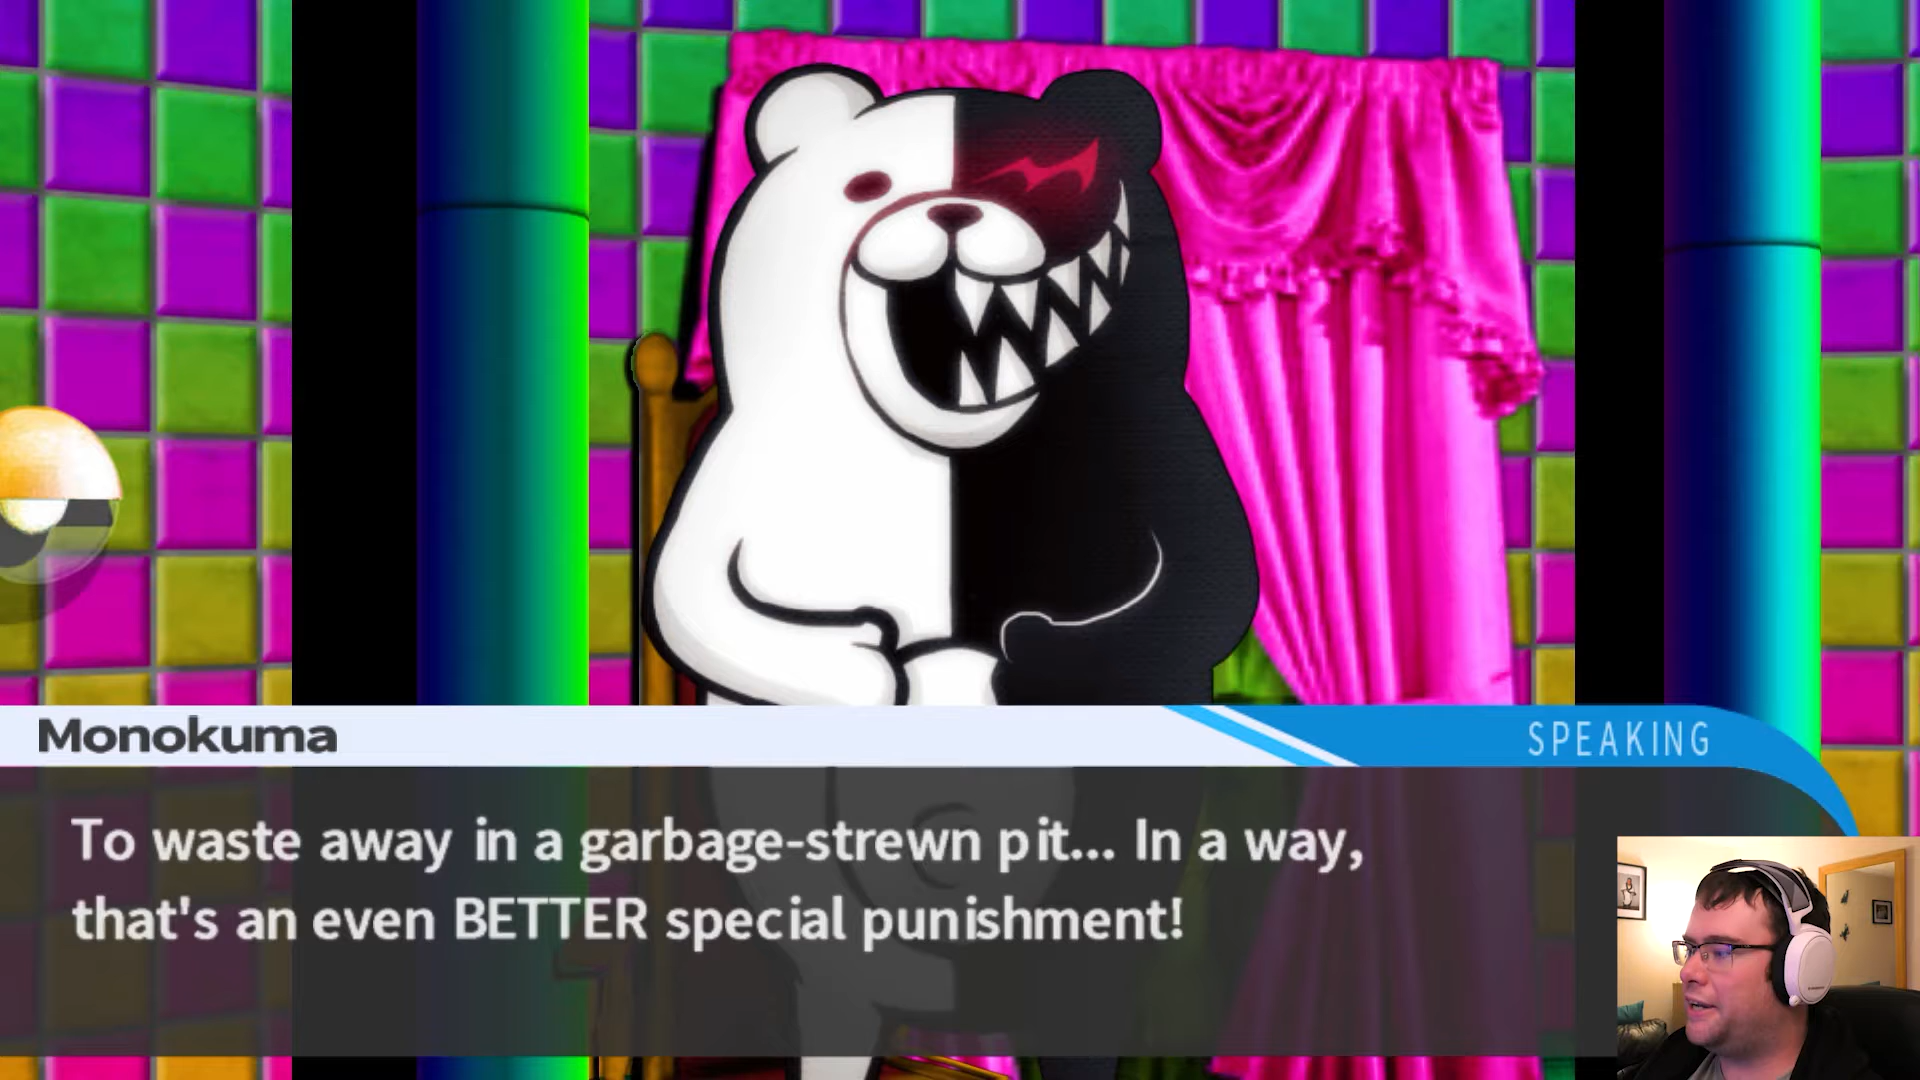 Monokuma
SPEAKING
To waste away in a garbage-strewn pit... In a way,
that's an even BETTER special punishment!